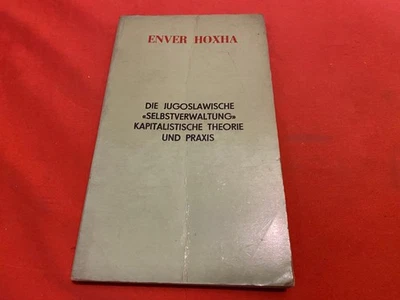 ENVER HOXHA
DIE JUGOSLAWISCHE
«SELBSTVERWALTUNG»
KAPITALISTISCHE THEORIE
UND PRAXIS